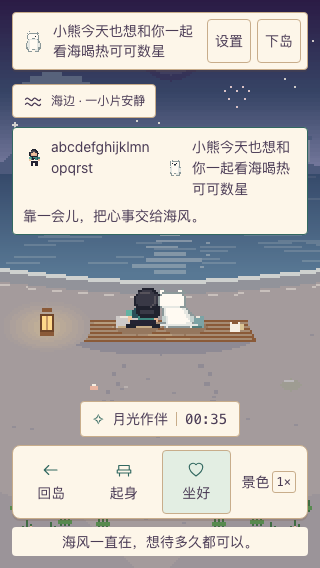 小熊今天也想和你一起
看海喝热可可数星
设置
下岛
海边·一小片安静
abcdefghijklmn
opqrst
小熊今天也想和
你一起看海喝热
可可数星
靠一会儿，把心事交给海风。
月光作伴
00:35
回岛
起身
坐好
景色 1×
海风一直在，想待多久都可以。